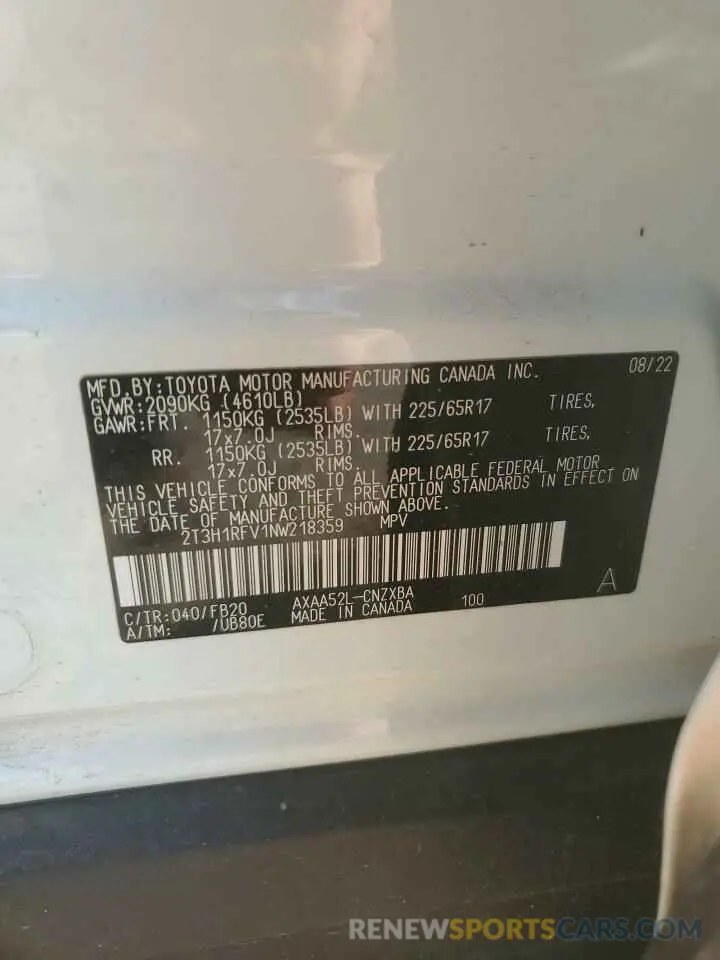 MFD.BY:TOYOTA MOTOR MANUFACTURING CANADA INC. 08/22
GVWR:2090KG (4610LB)
GAWR:FRT. 1150KG (2535LB) WITH 225/65R17 TIRES,
17x7.0J RIMS.
RR. 1150KG (2535LB) WITH 225/65R17 TIRES,
17x7.0J RIMS.
THIS VEHICLE CONFORMS TO ALL APPLICABLE FEDERAL MOTOR
VEHICLE SAFETY AND THEFT PREVENTION STANDARDS IN EFFECT ON
THE DATE OF MANUFACTURE SHOWN ABOVE.
2T3H1RFV1NW218359 MPV
C/TR:040/FB20 AXAA52L-CNZXBA 100 A
A/TM: /UB80E MADE IN CANADA
RENEWSPORTSCARS.COM